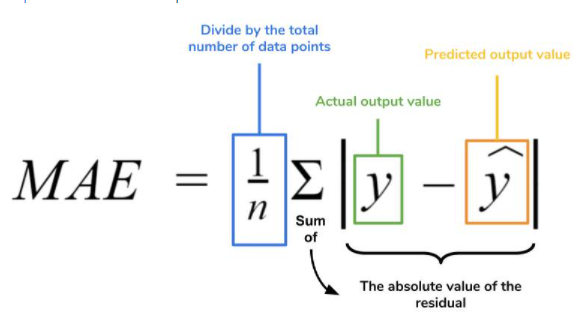 Divide by the total
number of data points
Predicted output value
Actual output value
MAE = 1/n Σ |y − ŷ|
Sum
of
The absolute value of the
residual